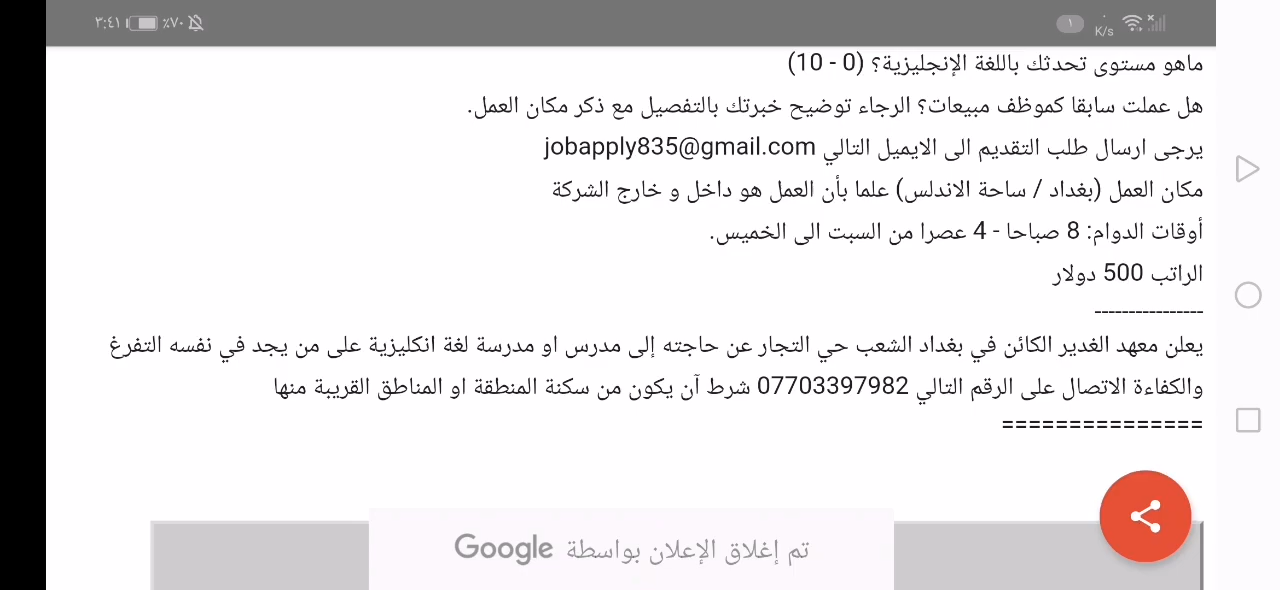 ٣:٤١ ٪٧٠ ١ K/s
ماهو مستوى تحدثك باللغة الإنجليزية؟ (0 - 10)
هل عملت سابقا كموظف مبيعات؟ الرجاء توضيح خبرتك بالتفصيل مع ذكر مكان العمل.
يرجى ارسال طلب التقديم الى الايميل التالي jobapply835@gmail.com
مكان العمل (بغداد / ساحة الاندلس) علما بأن العمل هو داخل و خارج الشركة
أوقات الدوام: 8 صباحا - 4 عصرا من السبت الى الخميس.
الراتب 500 دولار
----------------
يعلن معهد الغدير الكائن في بغداد الشعب حي التجار عن حاجته إلى مدرس او مدرسة لغة انكليزية على من يجد في نفسه التفرغ
والكفاءة الاتصال على الرقم التالي 07703397982 شرط آن يكون من سكنة المنطقة او المناطق القريبة منها
===============
تم إغلاق الإعلان بواسطة Google